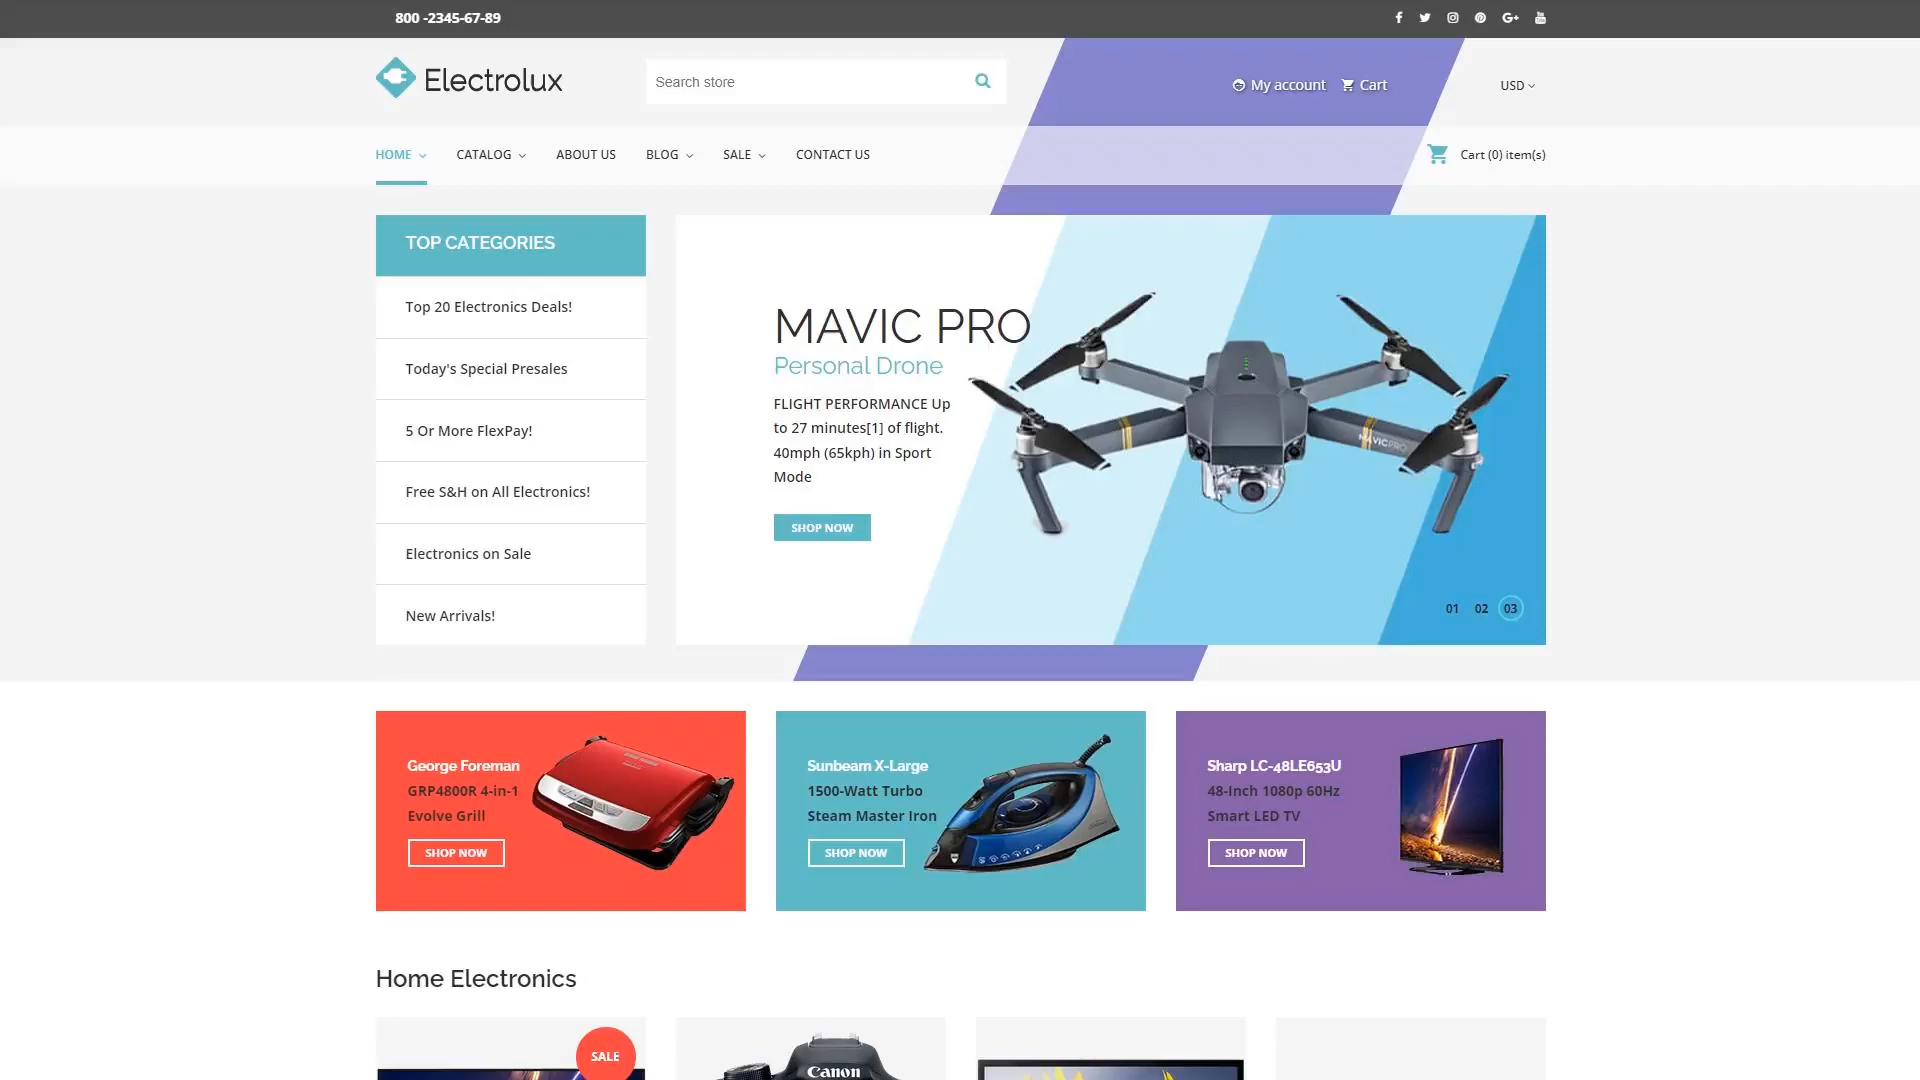 800 -2345-67-89
Electrolux
Search store
My account
Cart
USD
HOME
CATALOG
ABOUT US
BLOG
SALE
CONTACT US
Cart (0) item(s)
TOP CATEGORIES
Top 20 Electronics Deals!
Today's Special Presales
5 Or More FlexPay!
Free S&H on All Electronics!
Electronics on Sale
New Arrivals!
MAVIC PRO
Personal Drone
FLIGHT PERFORMANCE Up
to 27 minutes[1] of flight.
40mph (65kph) in Sport
Mode
SHOP NOW
MAVIC PRO
01 02 03
George Foreman
GRP4800R 4-in-1
Evolve Grill
SHOP NOW
Sunbeam X-Large
1500-Watt Turbo
Steam Master Iron
SHOP NOW
Sharp LC-48LE653U
48-Inch 1080p 60Hz
Smart LED TV
SHOP NOW
Home Electronics
SALE
Canon